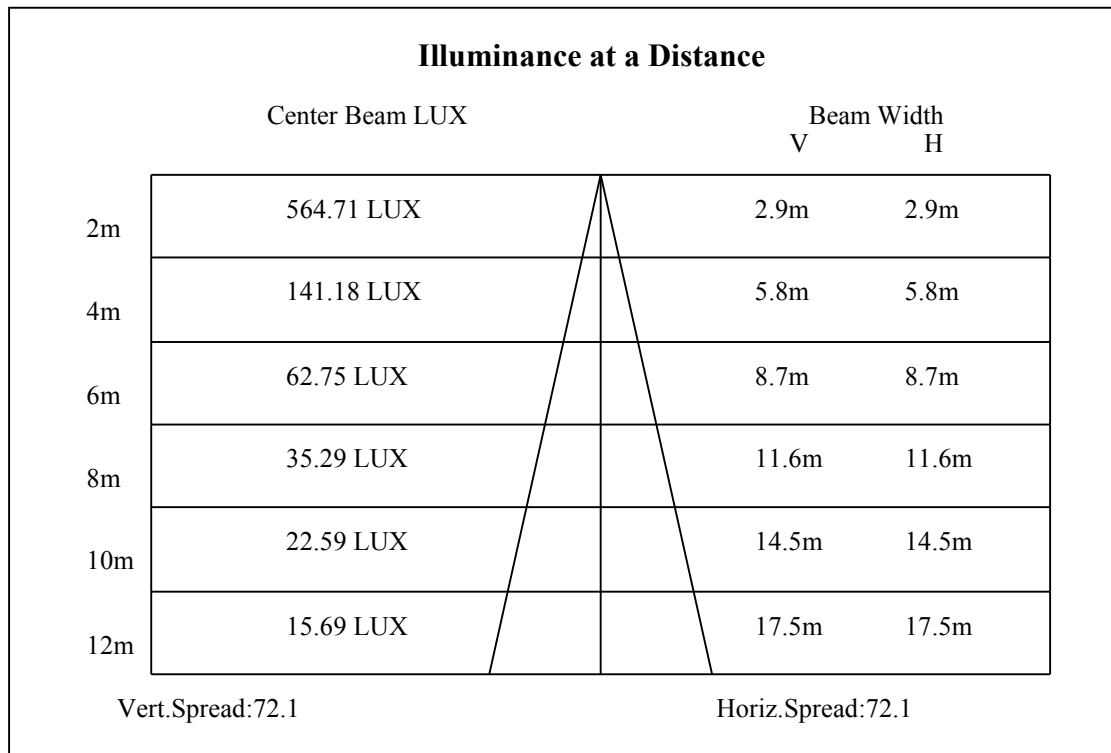 Illuminance at a Distance
Center Beam LUX Beam Width
V H
2m 564.71 LUX 2.9m 2.9m
4m 141.18 LUX 5.8m 5.8m
6m 62.75 LUX 8.7m 8.7m
8m 35.29 LUX 11.6m 11.6m
10m 22.59 LUX 14.5m 14.5m
12m 15.69 LUX 17.5m 17.5m
Vert.Spread:72.1 Horiz.Spread:72.1